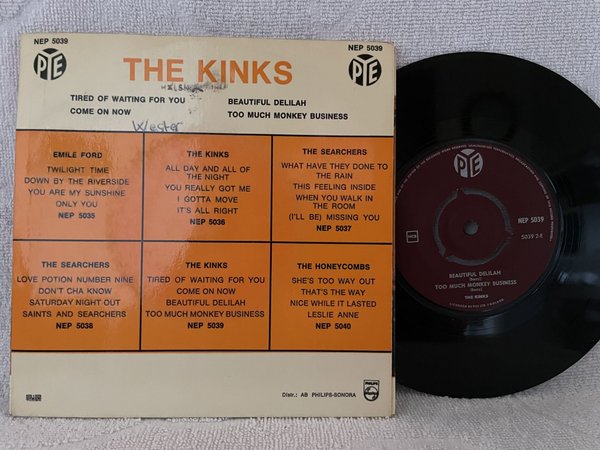 NEP 5039
NEP 5039
PYE
THE KINKS
PYE
TIRED OF WAITING FOR YOU
COME ON NOW
BEAUTIFUL DELILAH
TOO MUCH MONKEY BUSINESS
Wester
EMILE FORD
TWILIGHT TIME
DOWN BY THE RIVERSIDE
YOU ARE MY SUNSHINE
ONLY YOU
NEP 5035
THE KINKS
ALL DAY AND ALL OF
THE NIGHT
YOU REALLY GOT ME
I GOTTA MOVE
IT'S ALL RIGHT
NEP 5036
THE SEARCHERS
WHAT HAVE THEY DONE TO
THE RAIN
THIS FEELING INSIDE
WHEN YOU WALK IN
THE ROOM
(I'LL BE) MISSING YOU
NEP 5037
THE SEARCHERS
LOVE POTION NUMBER NINE
DON'T CHA KNOW
SATURDAY NIGHT OUT
SAINTS AND SEARCHERS
NEP 5038
THE KINKS
TIRED OF WAITING FOR YOU
COME ON NOW
BEAUTIFUL DELILAH
TOO MUCH MONKEY BUSINESS
NEP 5039
THE HONEYCOMBS
SHE'S TOO WAY OUT
THAT'S THE WAY
NICE WHILE IT LASTED
LESLIE ANNE
NEP 5040
Distr.: AB PHILIPS-SONORA
PHILIPS
PYE
NEP 5039
5039 2-E
NCB
BEAUTIFUL DELILAH
(Berry)
TOO MUCH MONKEY BUSINESS
(Berry)
THE KINKS